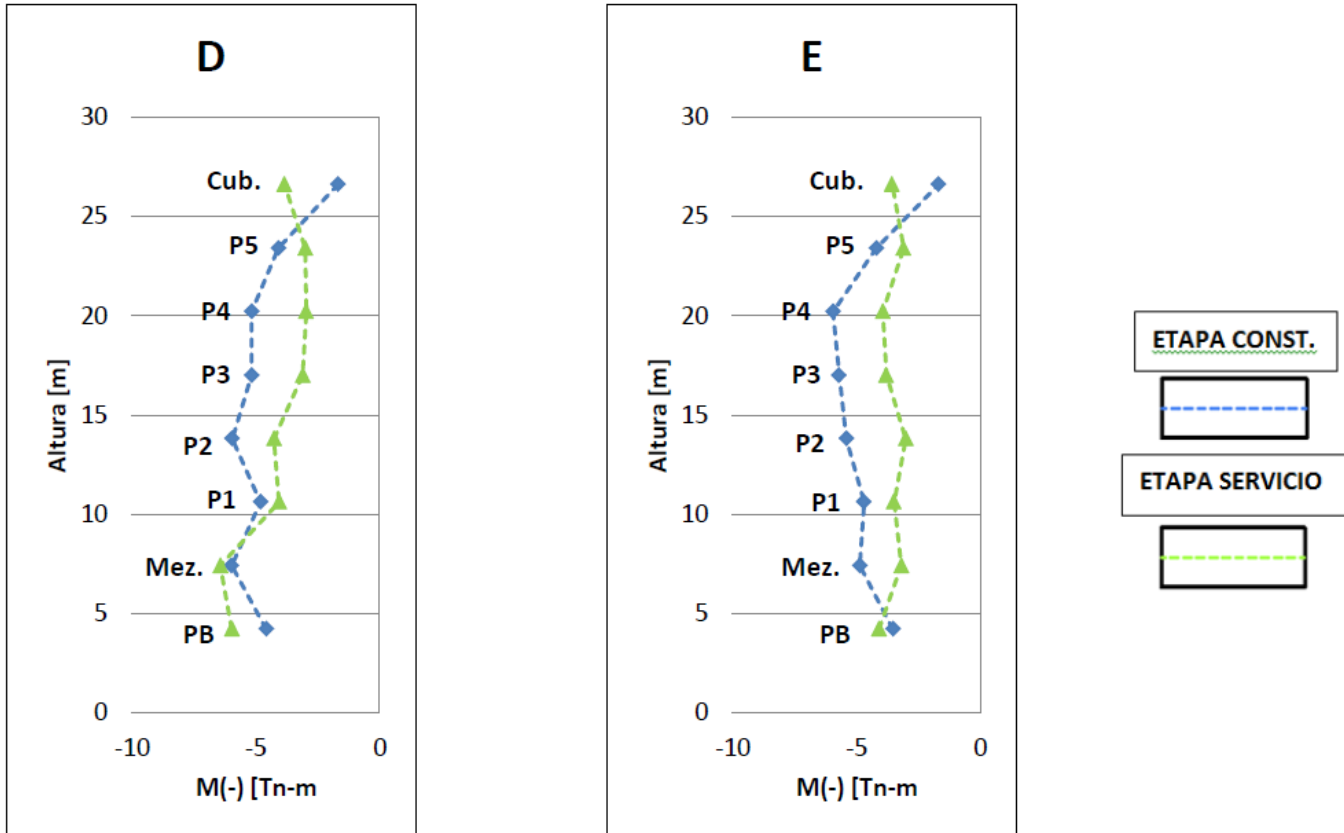 D
30
25
20
15
10
5
0
Altura [m]
Cub.
P5
P4
P3
P2
P1
Mez.
PB
-10 -5 0
M(-) [Tn-m
E
30
25
20
15
10
5
0
Altura [m]
Cub.
P5
P4
P3
P2
P1
Mez.
PB
-10 -5 0
M(-) [Tn-m
ETAPA CONST.
ETAPA SERVICIO